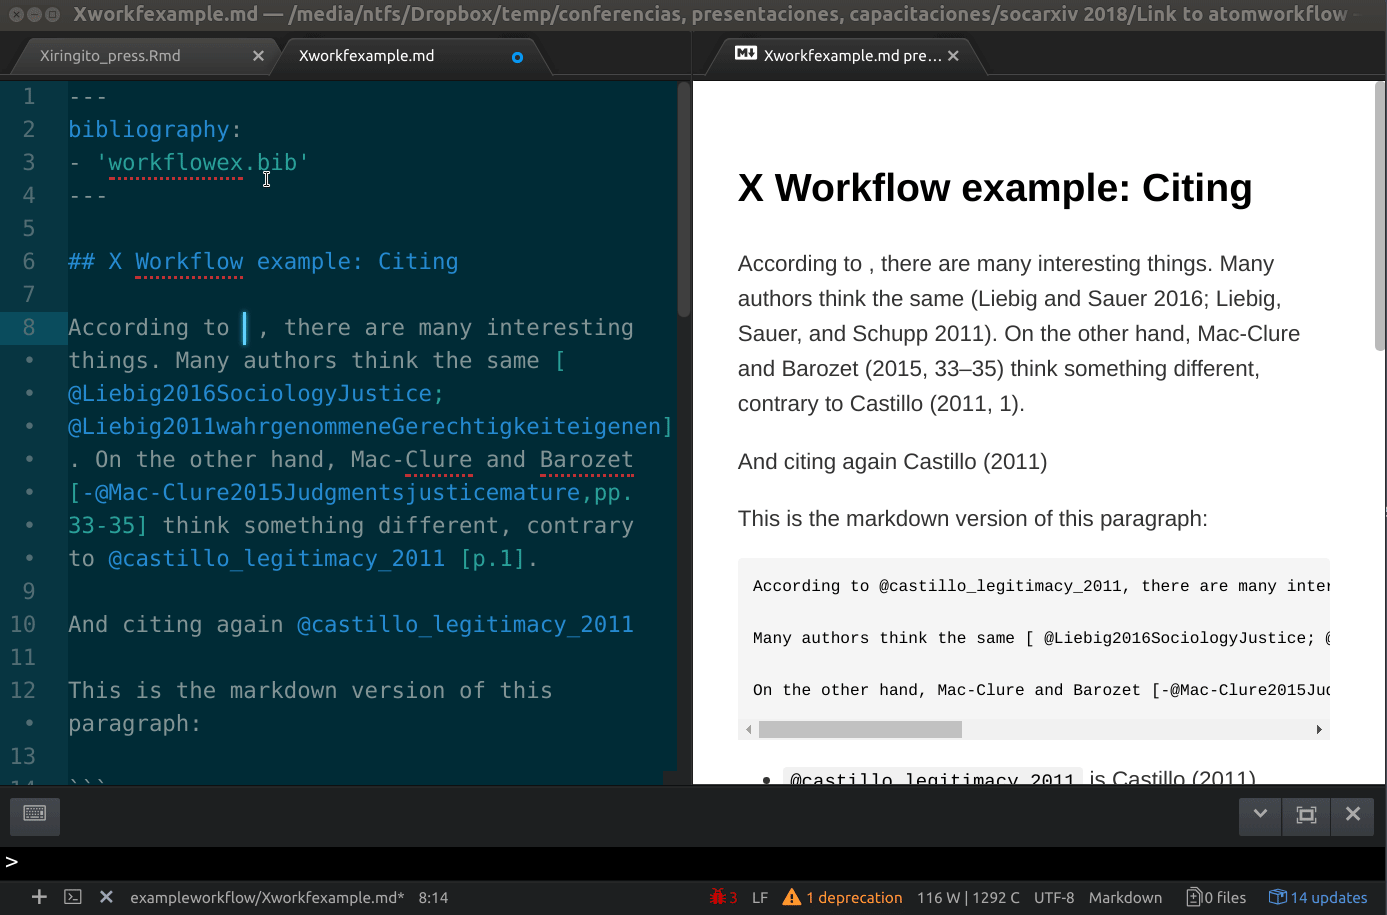 Xworkfexample.md — /media/ntfs/Dropbox/temp/conferencias, presentaciones, capacitaciones/socarxiv 2018/Link to atomworkflow -
Xiringito_press.Rmd
Xworkfexample.md
Xworkfexample.md pre...
1 ---
2 bibliography:
3 - 'workflowex.bib'
4 ---
5
6 ## X Workflow example: Citing
7
8 According to , there are many interesting
• things. Many authors think the same [
• @Liebig2016SociologyJustice;
• @Liebig2011wahrgenommeneGerechtigkeiteigenen]
• . On the other hand, Mac-Clure and Barozet
• [-@Mac-Clure2015Judgmentsjusticemature,pp.
• 33-35] think something different, contrary
• to @castillo_legitimacy_2011 [p.1].
9
10 And citing again @castillo_legitimacy_2011
11
12 This is the markdown version of this
• paragraph:
13
14 ```
X Workflow example: Citing
According to , there are many interesting things. Many
authors think the same (Liebig and Sauer 2016; Liebig,
Sauer, and Schupp 2011). On the other hand, Mac-Clure
and Barozet (2015, 33–35) think something different,
contrary to Castillo (2011, 1).
And citing again Castillo (2011)
This is the markdown version of this paragraph:
According to @castillo_legitimacy_2011, there are many inter
Many authors think the same [ @Liebig2016SociologyJustice; @
On the other hand, Mac-Clure and Barozet [-@Mac-Clure2015Jud
• @castillo_legitimacy_2011 is Castillo (2011)
>
exampleworkflow/Xworkfexample.md* 8:14 3 LF 1 deprecation 116 W | 1292 C UTF-8 Markdown 0 files 14 updates